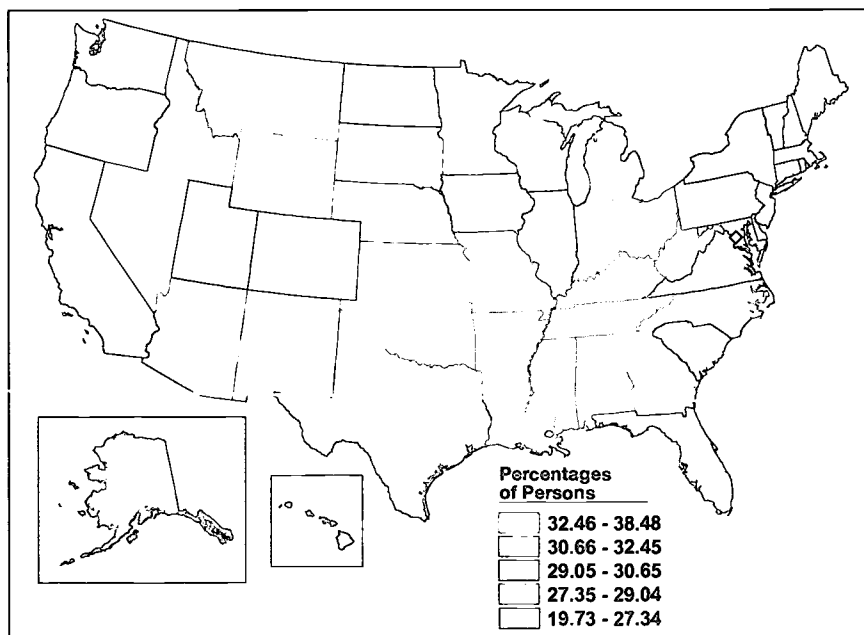 Percentages
of Persons
32.46 - 38.48
30.66 - 32.45
29.05 - 30.65
27.35 - 29.04
19.73 - 27.34